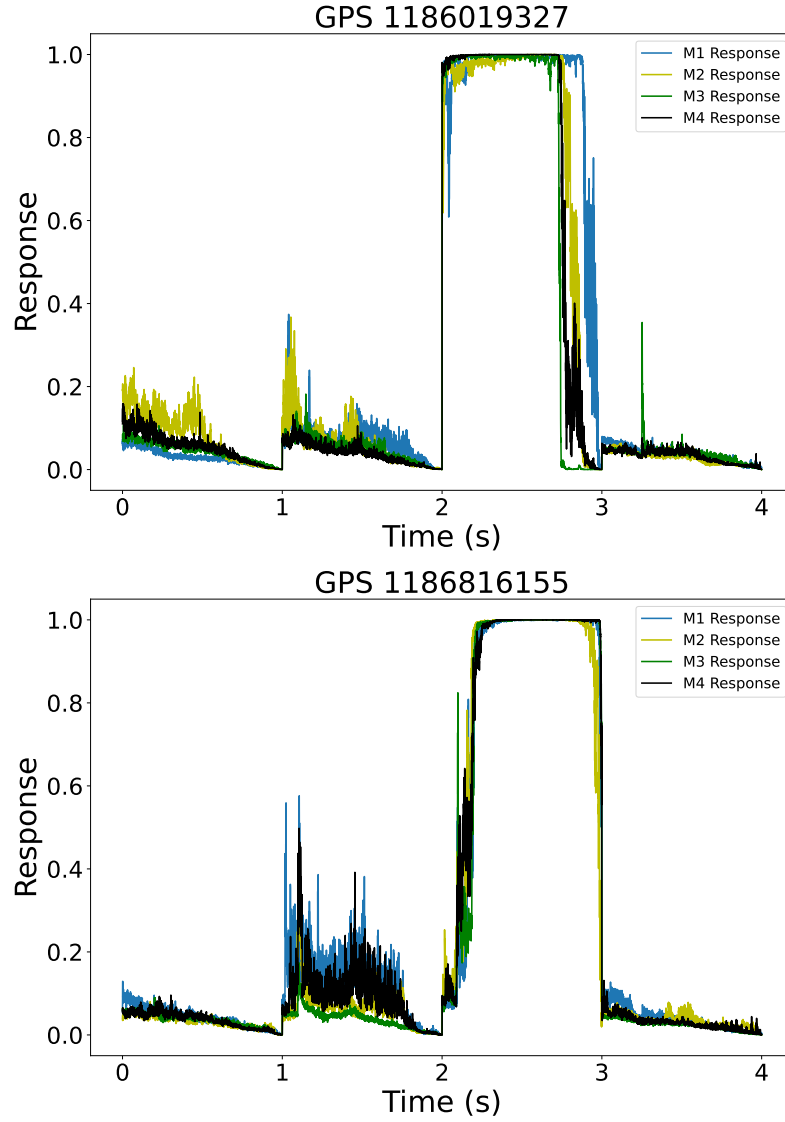 GPS 1186019327
M1 Response
M2 Response
M3 Response
M4 Response
1.0
0.8
0.6
0.4
0.2
0.0
Response
0 1 2 3 4
Time (s)
GPS 1186816155
M1 Response
M2 Response
M3 Response
M4 Response
1.0
0.8
0.6
0.4
0.2
0.0
Response
0 1 2 3 4
Time (s)